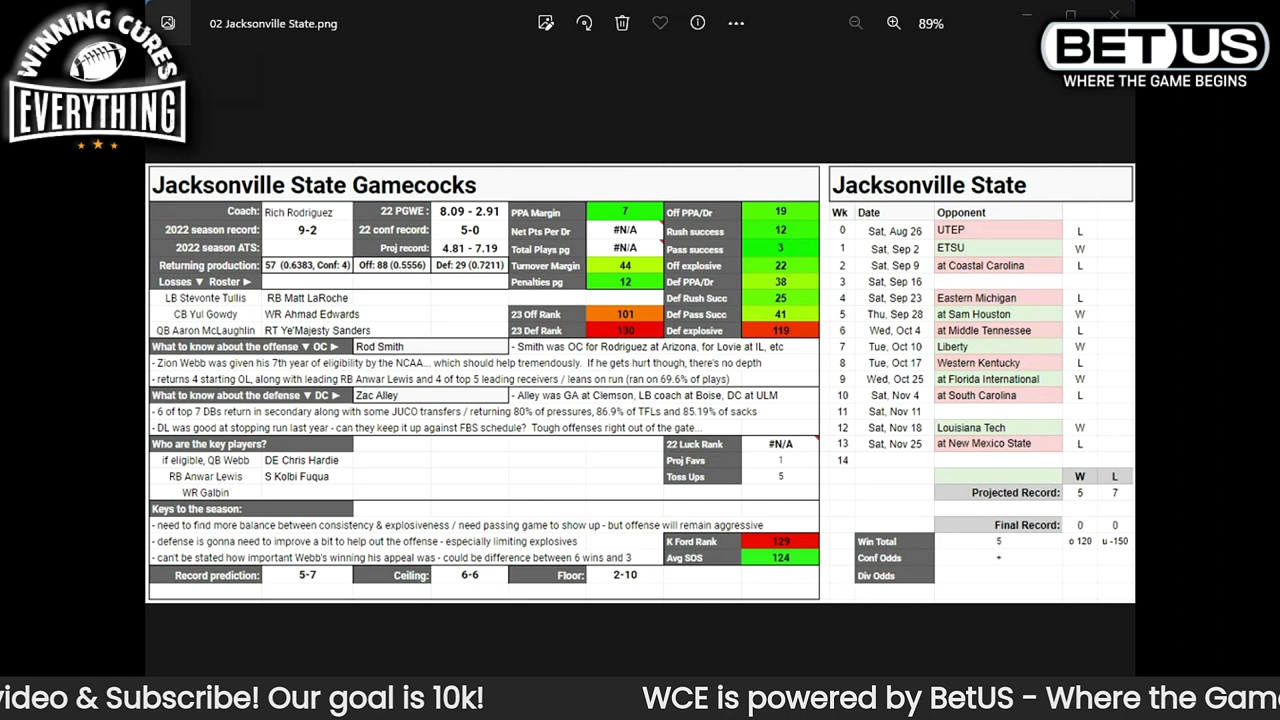 02 Jacksonville State.png
89%
WINNING CURES
EVERYTHING
BETUS
WHERE THE GAME BEGINS
Jacksonville State Gamecocks
Coach: Rich Rodriguez 22 PGWE : 8.09 - 2.91 PPA Margin 7 Off PPA/Dr 19
2022 season record: 9-2 22 conf record: 5-0 Net Pts Per Dr #N/A Rush success 12
2022 season ATS: Proj record: 4.81 - 7.19 Total Plays pg #N/A Pass success 3
Returning production: 57 (0.6383, Conf: 4) Off: 88 (0.5556) Def: 29 (0.7211) Turnover Margin 44 Off explosive 22
Losses ▼ Roster ► Penalties pg 12 Def PPA/Dr 38
LB Stevonte Tullis RB Matt LaRoche Def Rush Succ 25
CB Yul Gowdy WR Ahmad Edwards 23 Off Rank 101 Def Pass Succ 41
QB Aaron McLaughlin RT Ye'Majesty Sanders 23 Def Rank 130 Def explosive 119
What to know about the offense ▼ OC ► Rod Smith - Smith was OC for Rodriguez at Arizona, for Lovie at IL, etc
- Zion Webb was given his 7th year of eligibility by the NCAA... which should help tremendously. If he gets hurt though, there's no depth
- returns 4 starting OL, along with leading RB Anwar Lewis and 4 of top 5 leading receivers / leans on run (ran on 69.6% of plays)
What to know about the defense ▼ DC ► Zac Alley - Alley was GA at Clemson, LB coach at Boise, DC at ULM
- 6 of top 7 DBs return in secondary along with some JUCO transfers / returning 80% of pressures, 86.9% of TFLs and 85.19% of sacks
- DL was good at stopping run last year - can they keep it up against FBS schedule? Tough offenses right out of the gate...
Who are the key players? 22 Luck Rank #N/A
if eligible, QB Webb DE Chris Hardie Proj Favs 1
RB Anwar Lewis S Kolbi Fuqua Toss Ups 5
WR Galbin
Keys to the season:
- need to find more balance between consistency & explosiveness / need passing game to show up - but offense will remain aggressive
- defense is gonna need to improve a bit to help out the offense - especially limiting explosives K Ford Rank 129
- can't be stated how important Webb's winning his appeal was - could be difference between 6 wins and 3 Avg SOS 124
Record prediction: 5-7 Ceiling: 6-6 Floor: 2-10
Jacksonville State
Wk Date Opponent
0 Sat, Aug 26 UTEP L
1 Sat, Sep 2 ETSU W
2 Sat, Sep 9 at Coastal Carolina L
3 Sat, Sep 16
4 Sat, Sep 23 Eastern Michigan L
5 Thu, Sep 28 at Sam Houston W
6 Wed, Oct 4 at Middle Tennessee L
7 Tue, Oct 10 Liberty W
8 Tue, Oct 17 Western Kentucky L
9 Wed, Oct 25 at Florida International W
10 Sat, Nov 4 at South Carolina L
11 Sat, Nov 11
12 Sat, Nov 18 Louisiana Tech W
13 Sat, Nov 25 at New Mexico State L
14
W L
Projected Record: 5 7
Final Record: 0 0
Win Total 5 o 120 u -150
Conf Odds +
Div Odds
video & Subscribe! Our goal is 10k! WCE is powered by BetUS - Where the Game